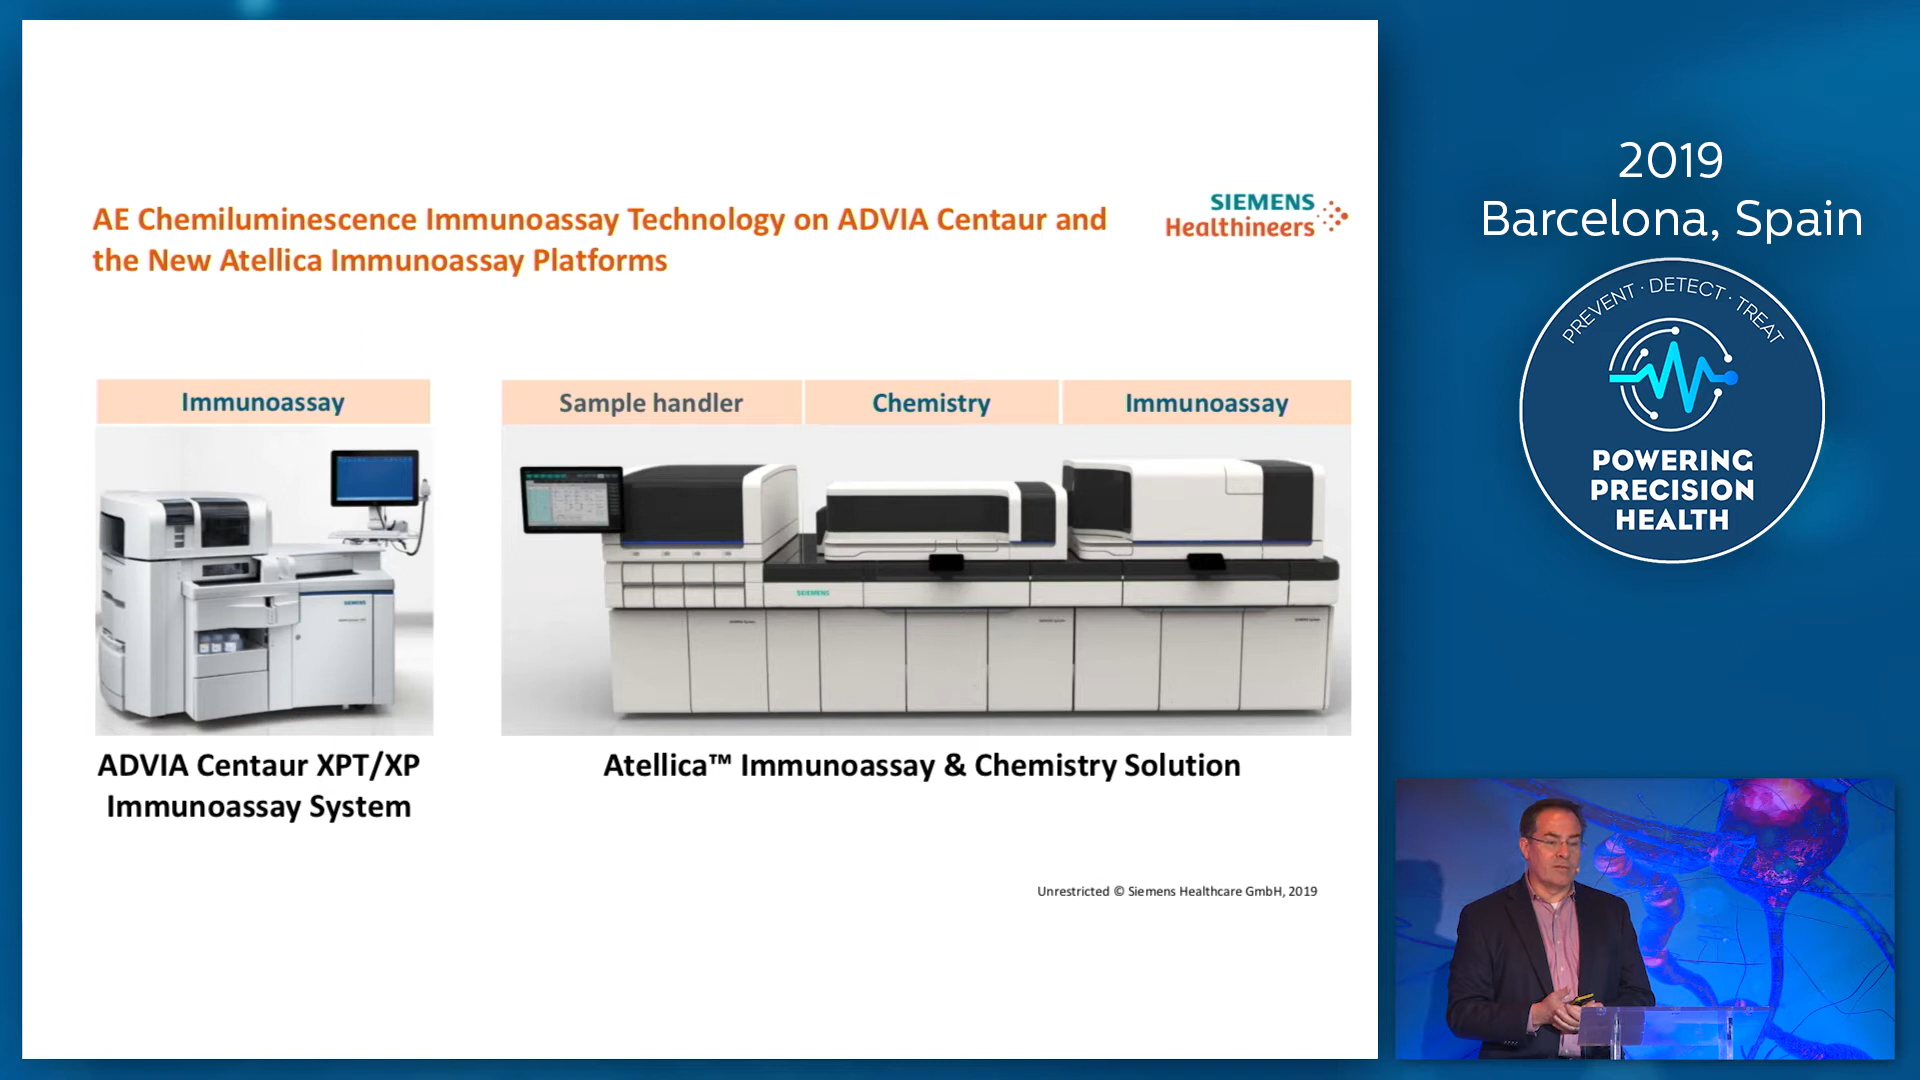 AE Chemiluminescence Immunoassay Technology on ADVIA Centaur and
the New Atellica Immunoassay Platforms
SIEMENS
Healthineers
Immunoassay
Sample handler
Chemistry
Immunoassay
SIEMENS
SIEMENS
ADVIA Centaur XPT/XP
Immunoassay System
Atellica™ Immunoassay & Chemistry Solution
Unrestricted © Siemens Healthcare GmbH, 2019
2019
Barcelona, Spain
PREVENT · DETECT · TREAT
POWERING
PRECISION
HEALTH